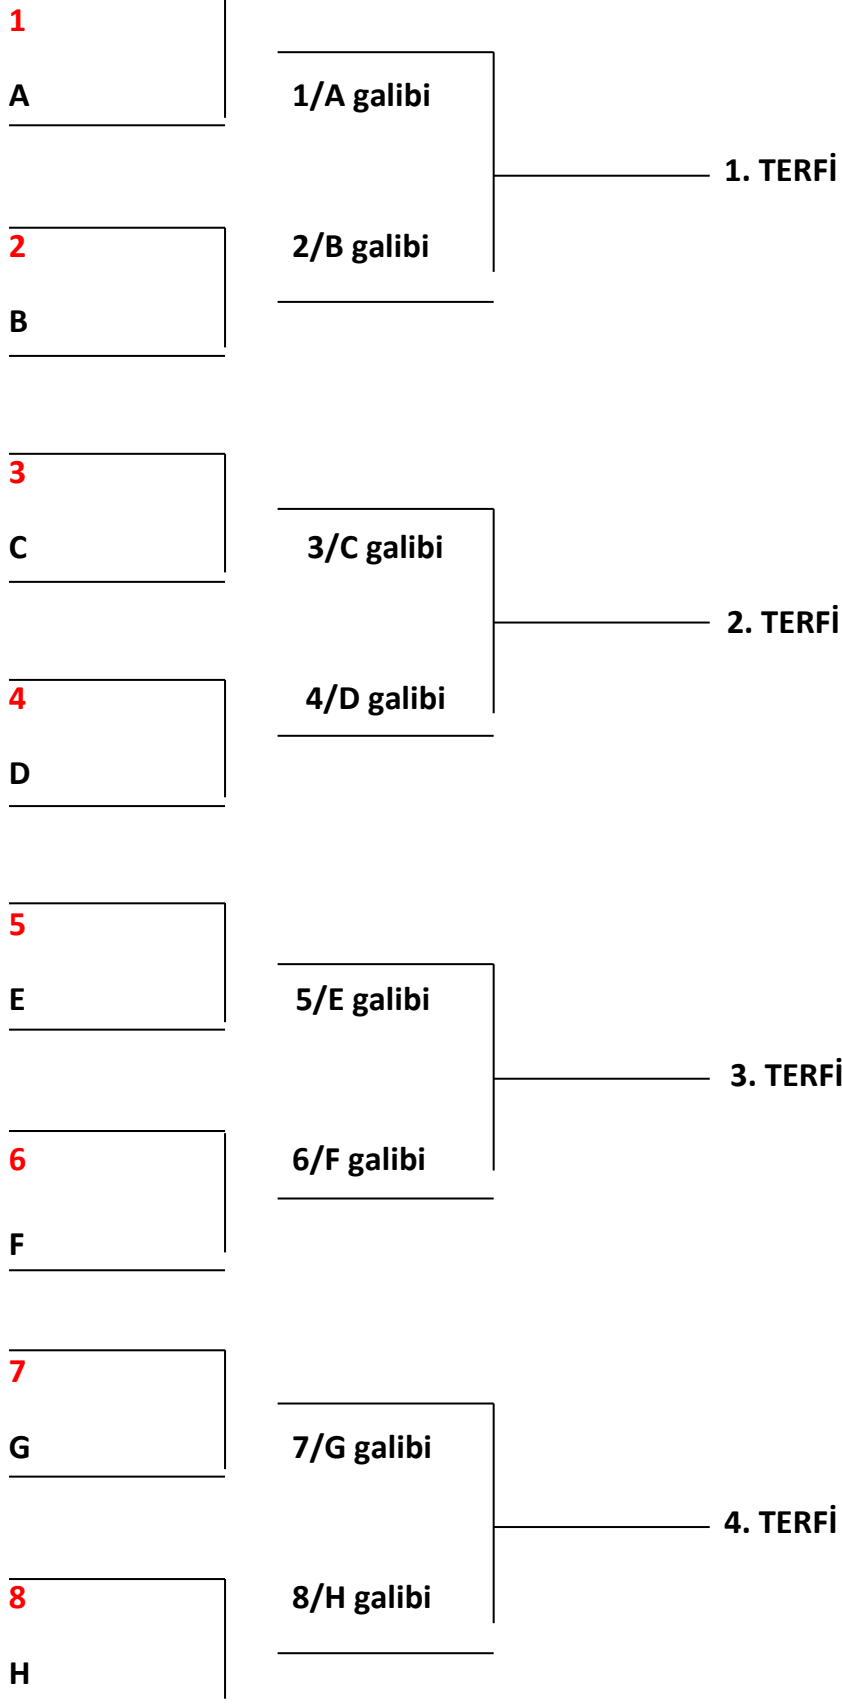 1
A
1/A galibi
1. TERFİ
2
2/B galibi
B
3
C
3/C galibi
2. TERFİ
4
4/D galibi
D
5
E
5/E galibi
3. TERFİ
6
6/F galibi
F
7
G
7/G galibi
4. TERFİ
8
8/H galibi
H